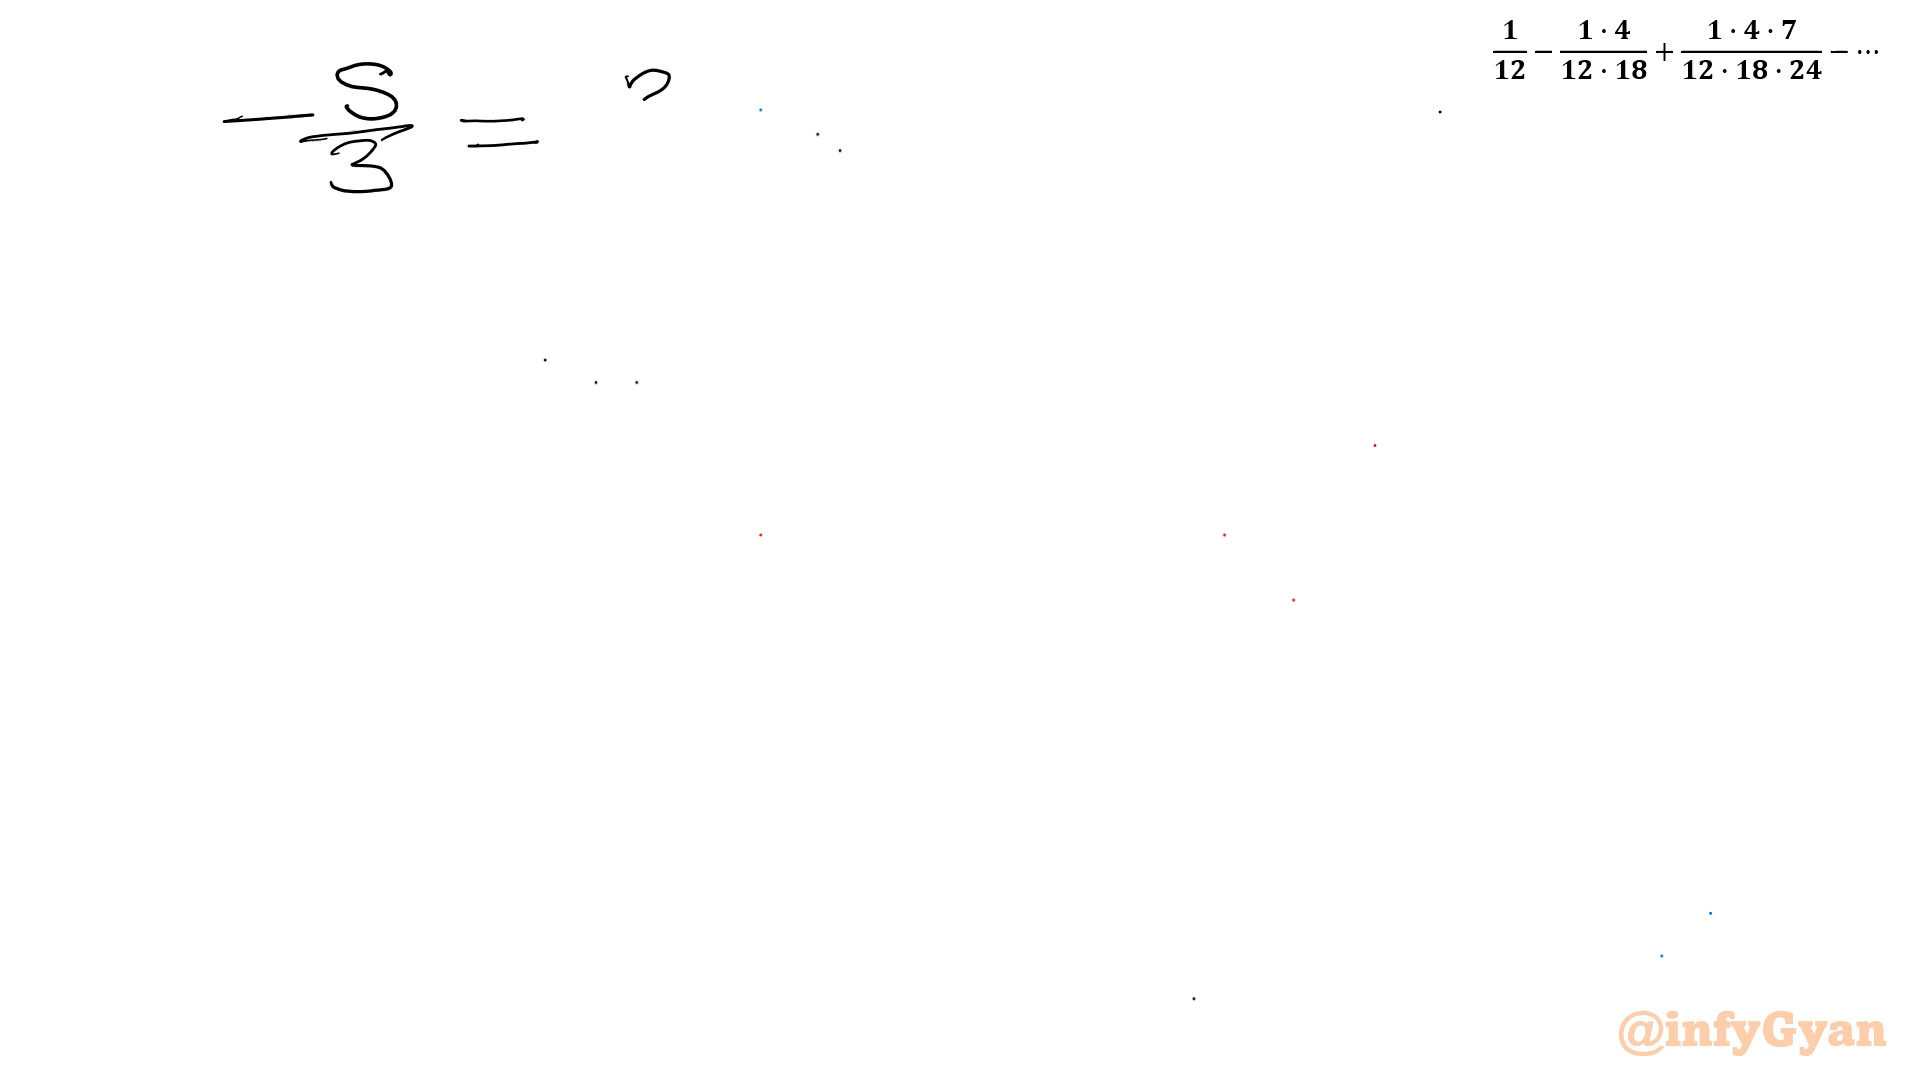 1/12 − 1·4/12·18 + 1·4·7/12·18·24 − ⋯
− S/3 =
@infyGyan